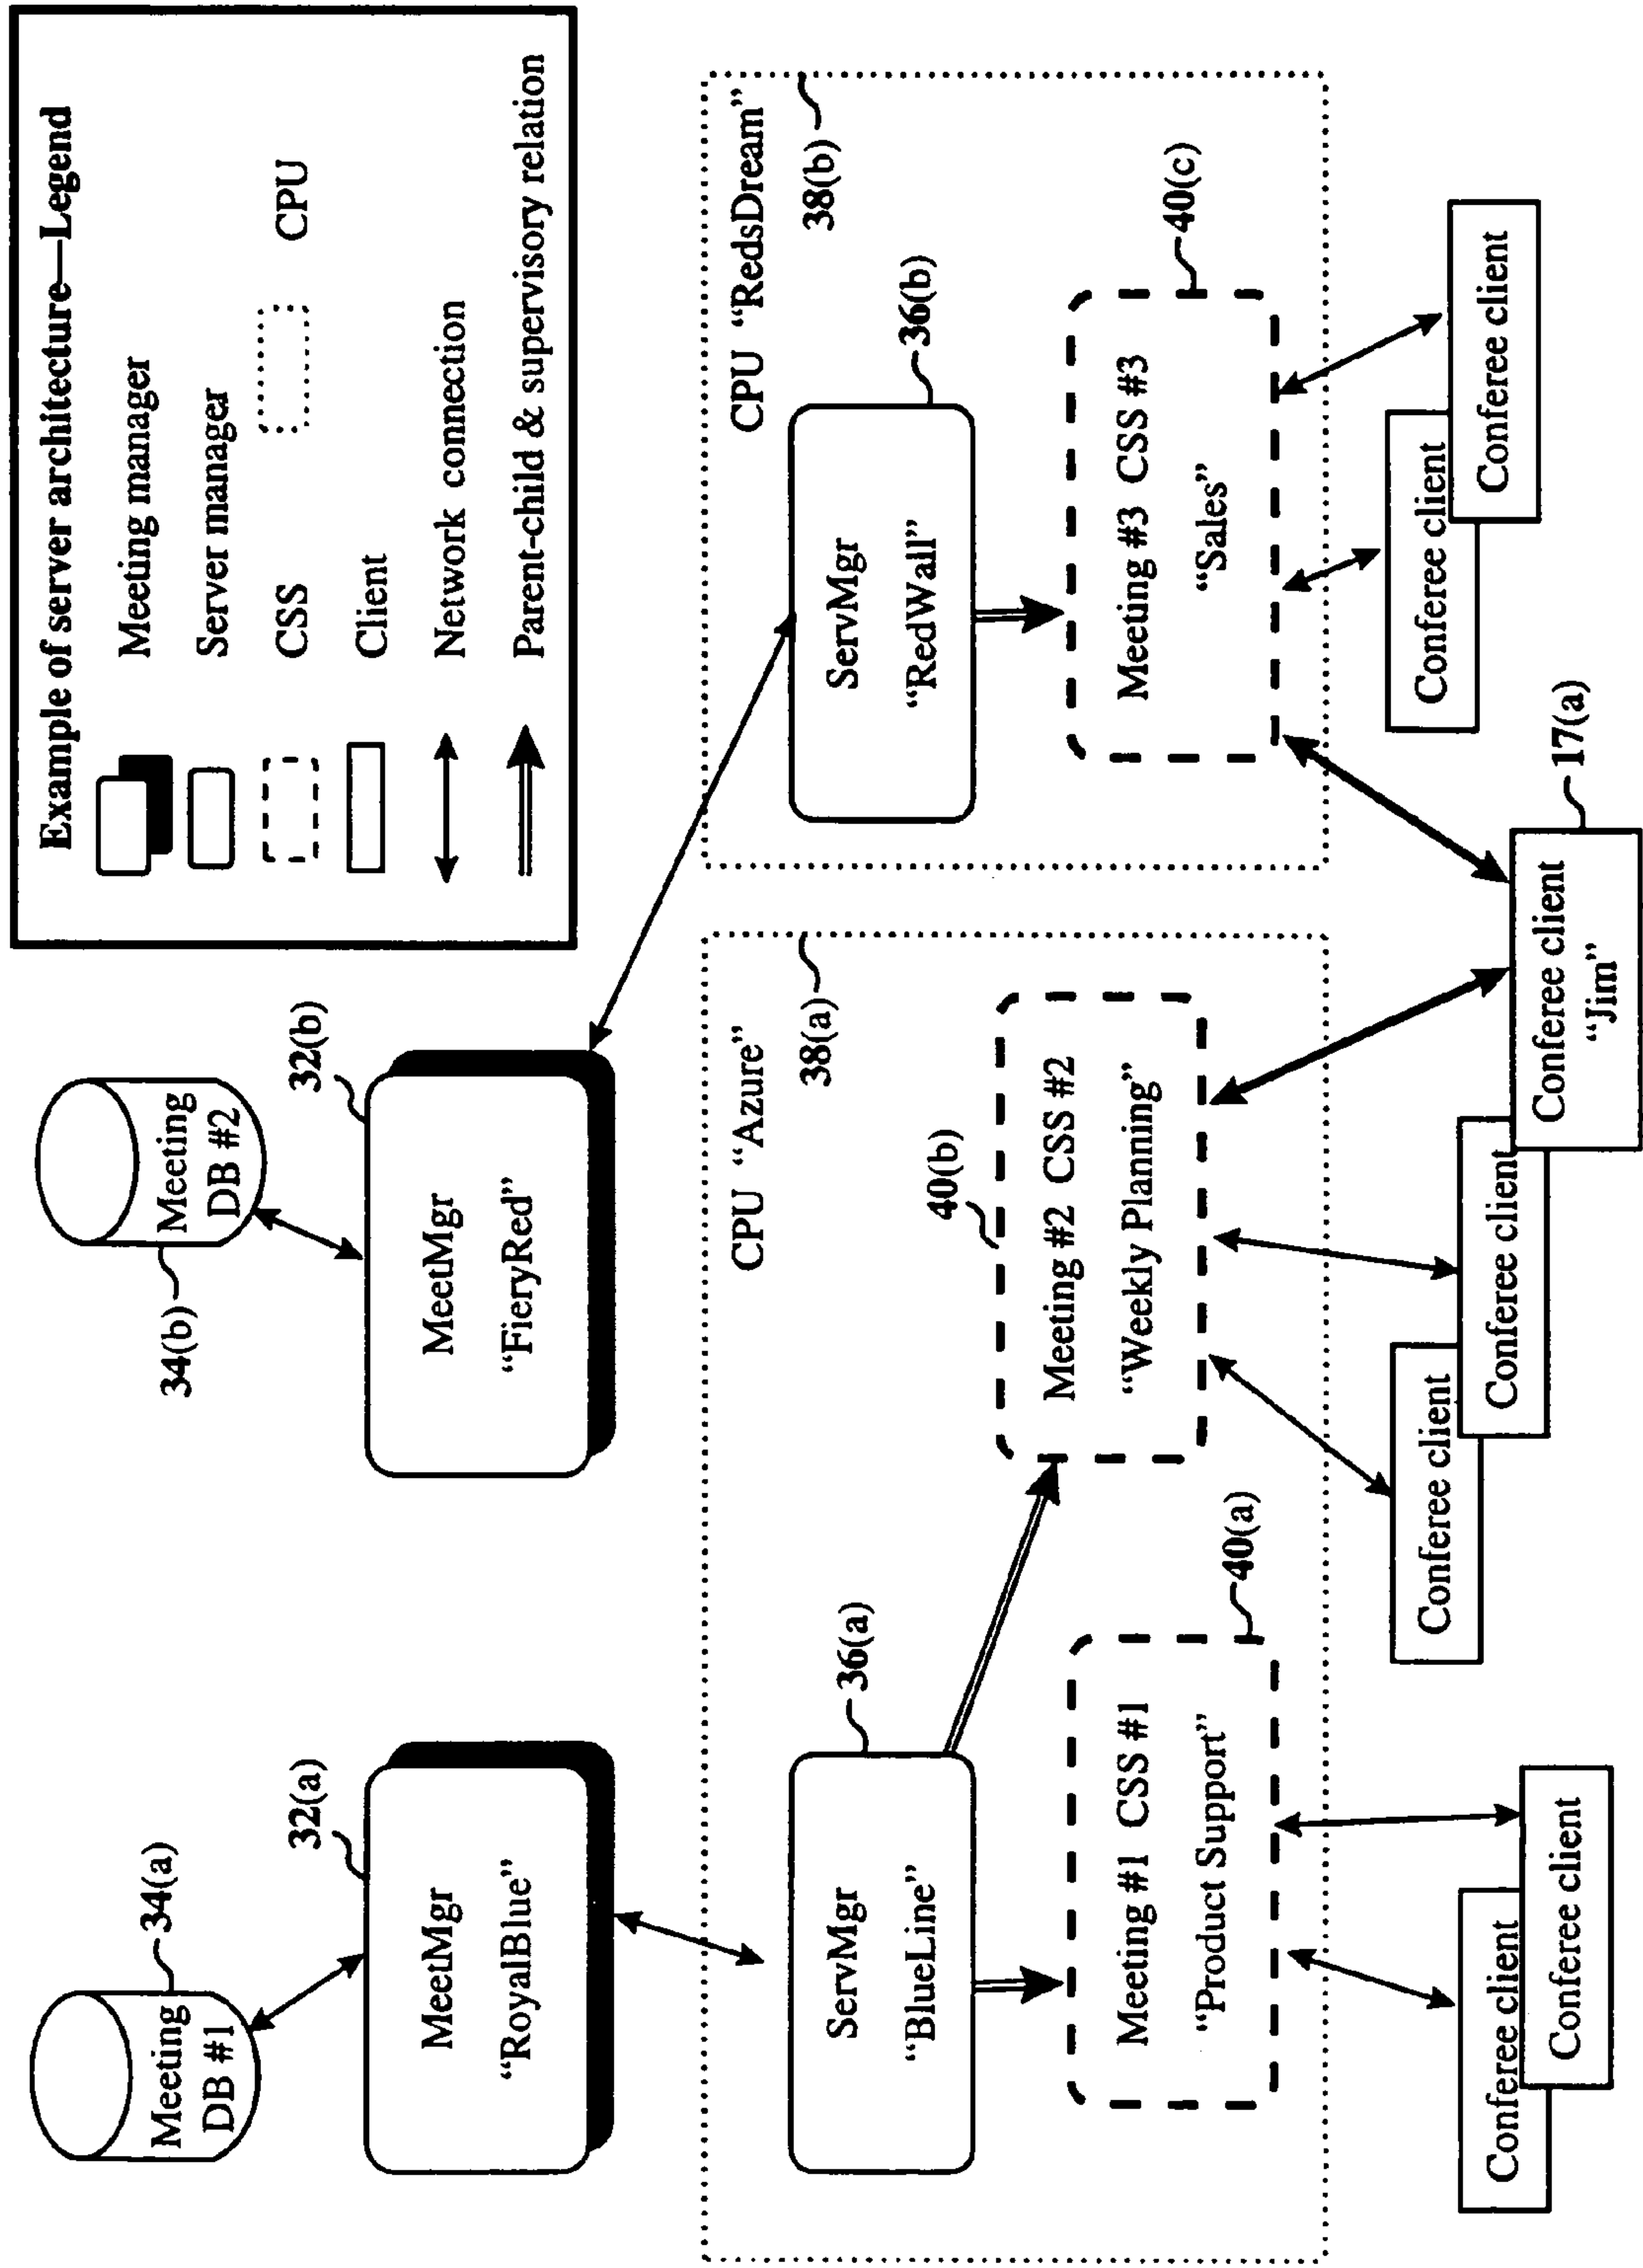 Example of server architecture—Legend
Meeting manager
Server manager
CSS
CPU
Client
Network connection
Parent-child & supervisory relation
34(a)
Meeting
DB #1
34(b)
Meeting
DB #2
32(a)
MeetMgr
“RoyalBlue”
32(b)
MeetMgr
“FieryRed”
CPU “Azure”
38(a)
36(a)
ServMgr
“BlueLine”
40(b)
Meeting #2 CSS #2
“Weekly Planning”
40(a)
Meeting #1 CSS #1
“Product Support”
CPU “RedsDream”
38(b)
36(b)
ServMgr
“RedWall”
40(c)
Meeting #3 CSS #3
“Sales”
Conferee client
Conferee client
Conferee client
Conferee client
17(a)
Conferee client
“Jim”
Conferee client
Conferee client